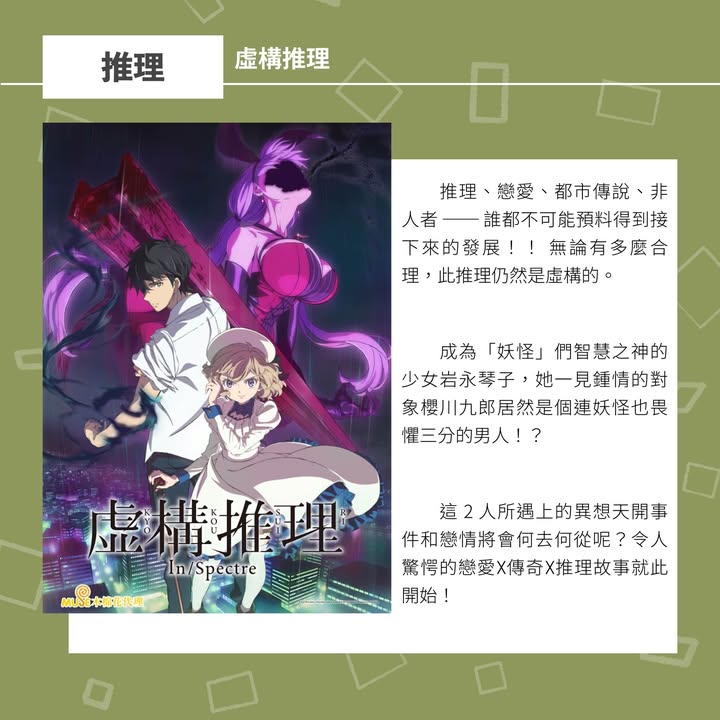 推理
虛構推理
推理、戀愛、都市傳說、非
人者 —— 誰都不可能預料得到接
下來的發展！！ 無論有多麼合
理，此推理仍然是虛構的。
成為「妖怪」們智慧之神的
少女岩永琴子，她一見鍾情的對
象櫻川九郎居然是個連妖怪也畏
懼三分的男人！？
這 2 人所遇上的異想天開事
件和戀情將會何去何從呢？令人
驚愕的戀愛X傳奇X推理故事就此
開始！
虚構推理
KYO KOU SUI RI
In/Spectre
MUSE木棉花代理